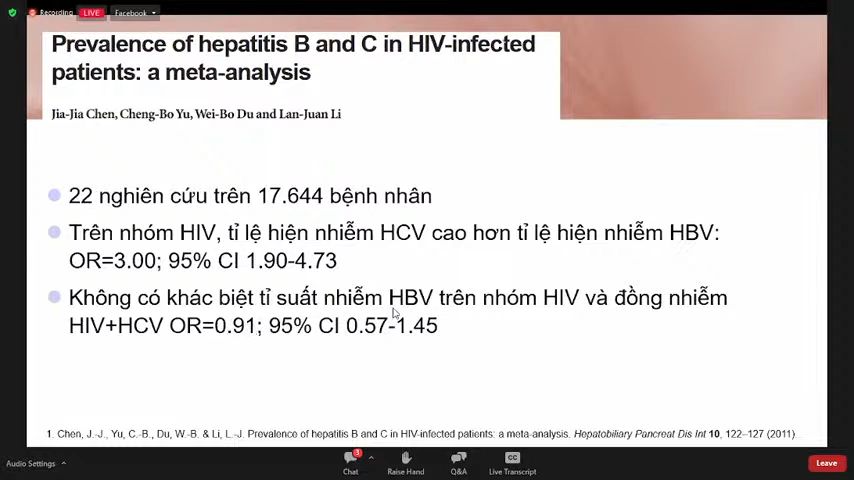 Recording
LIVE
Facebook
Prevalence of hepatitis B and C in HIV-infected
patients: a meta-analysis
Jia-Jia Chen, Cheng-Bo Yu, Wei-Bo Du and Lan-Juan Li
22 nghiên cứu trên 17.644 bệnh nhân
Trên nhóm HIV, tỉ lệ hiện nhiễm HCV cao hơn tỉ lệ hiện nhiễm HBV:
OR=3.00; 95% CI 1.90-4.73
Không có khác biệt tỉ suất nhiễm HBV trên nhóm HIV và đồng nhiễm
HIV+HCV OR=0.91; 95% CI 0.57-1.45
1. Chen, J.-J., Yu, C.-B., Du, W.-B. & Li, L.-J. Prevalence of hepatitis B and C in HIV-infected patients: a meta-analysis. Hepatobiliary Pancreat Dis Int 10, 122–127 (2011).
Audio Settings
3
Chat
Raise Hand
Q&A
CC
Live Transcript
Leave